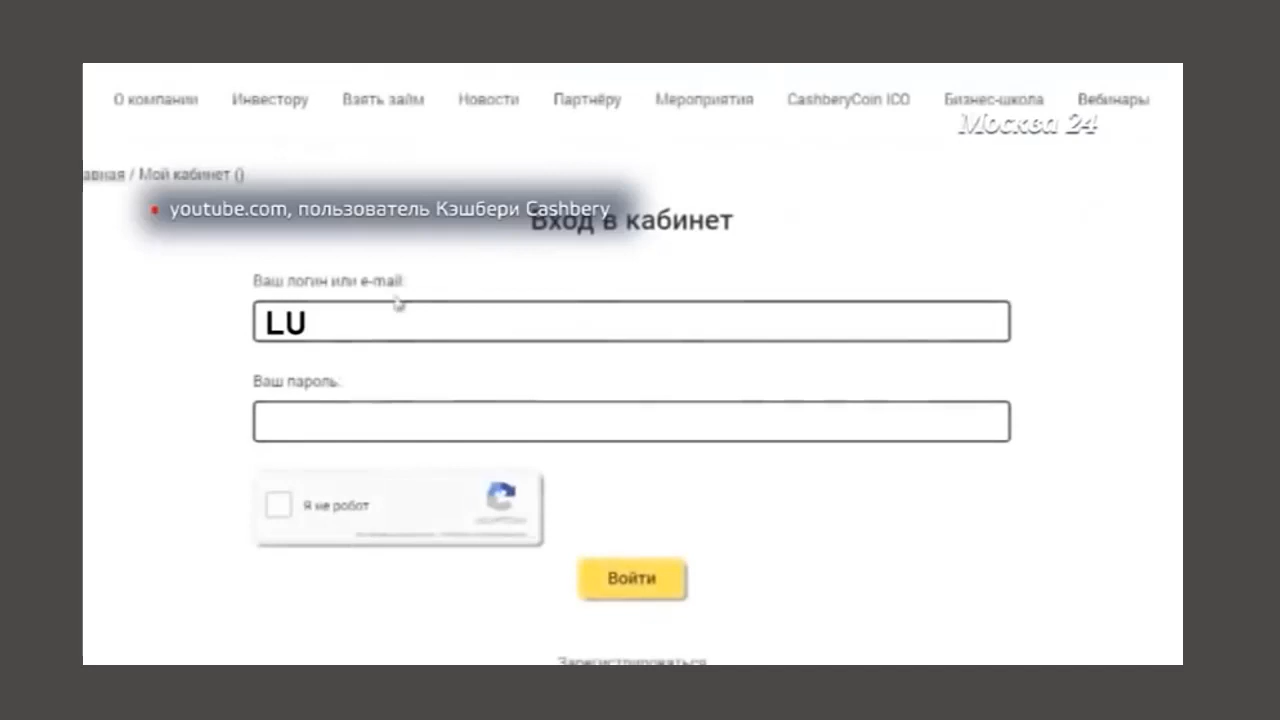 О компании Инвестору Взять займ Новости Партнёру Мероприятия CashberyCoin ICO Бизнес-школа Вебинары
Москва 24
авная / Мой кабинет ()
youtube.com, пользователь Кэшбери Cashbery
Вход в кабинет
Ваш логин или e-mail:
LU
Ваш пароль:
Я не робот
Войти
Зарегистрироваться